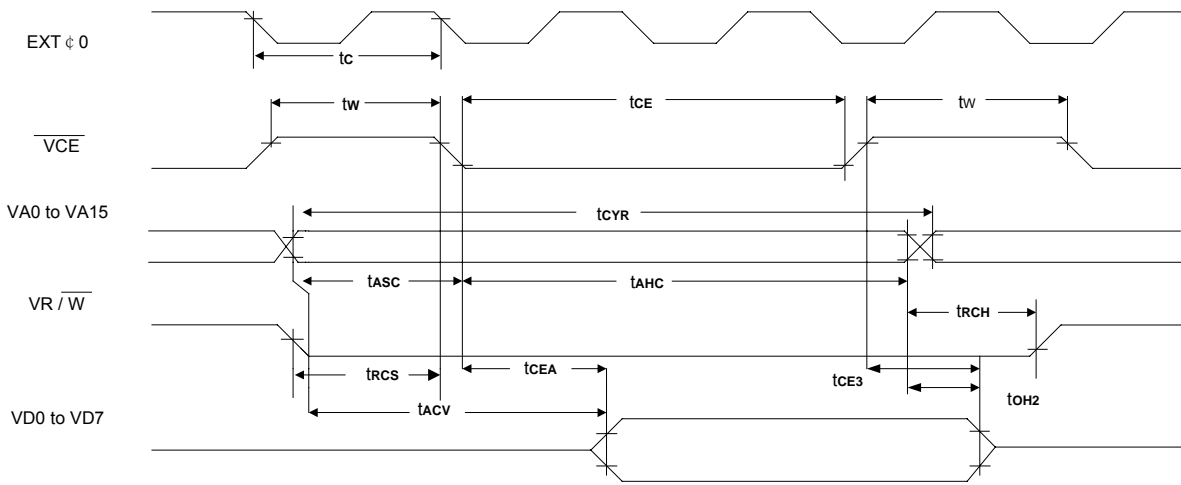 EXT ¢ 0
tC
tW
tCE
tW
VCE
VA0 to VA15
tCYR
tASC
tAHC
VR / W
tRCH
tCEA
tRCS
tCE3
tACV
tOH2
VD0 to VD7